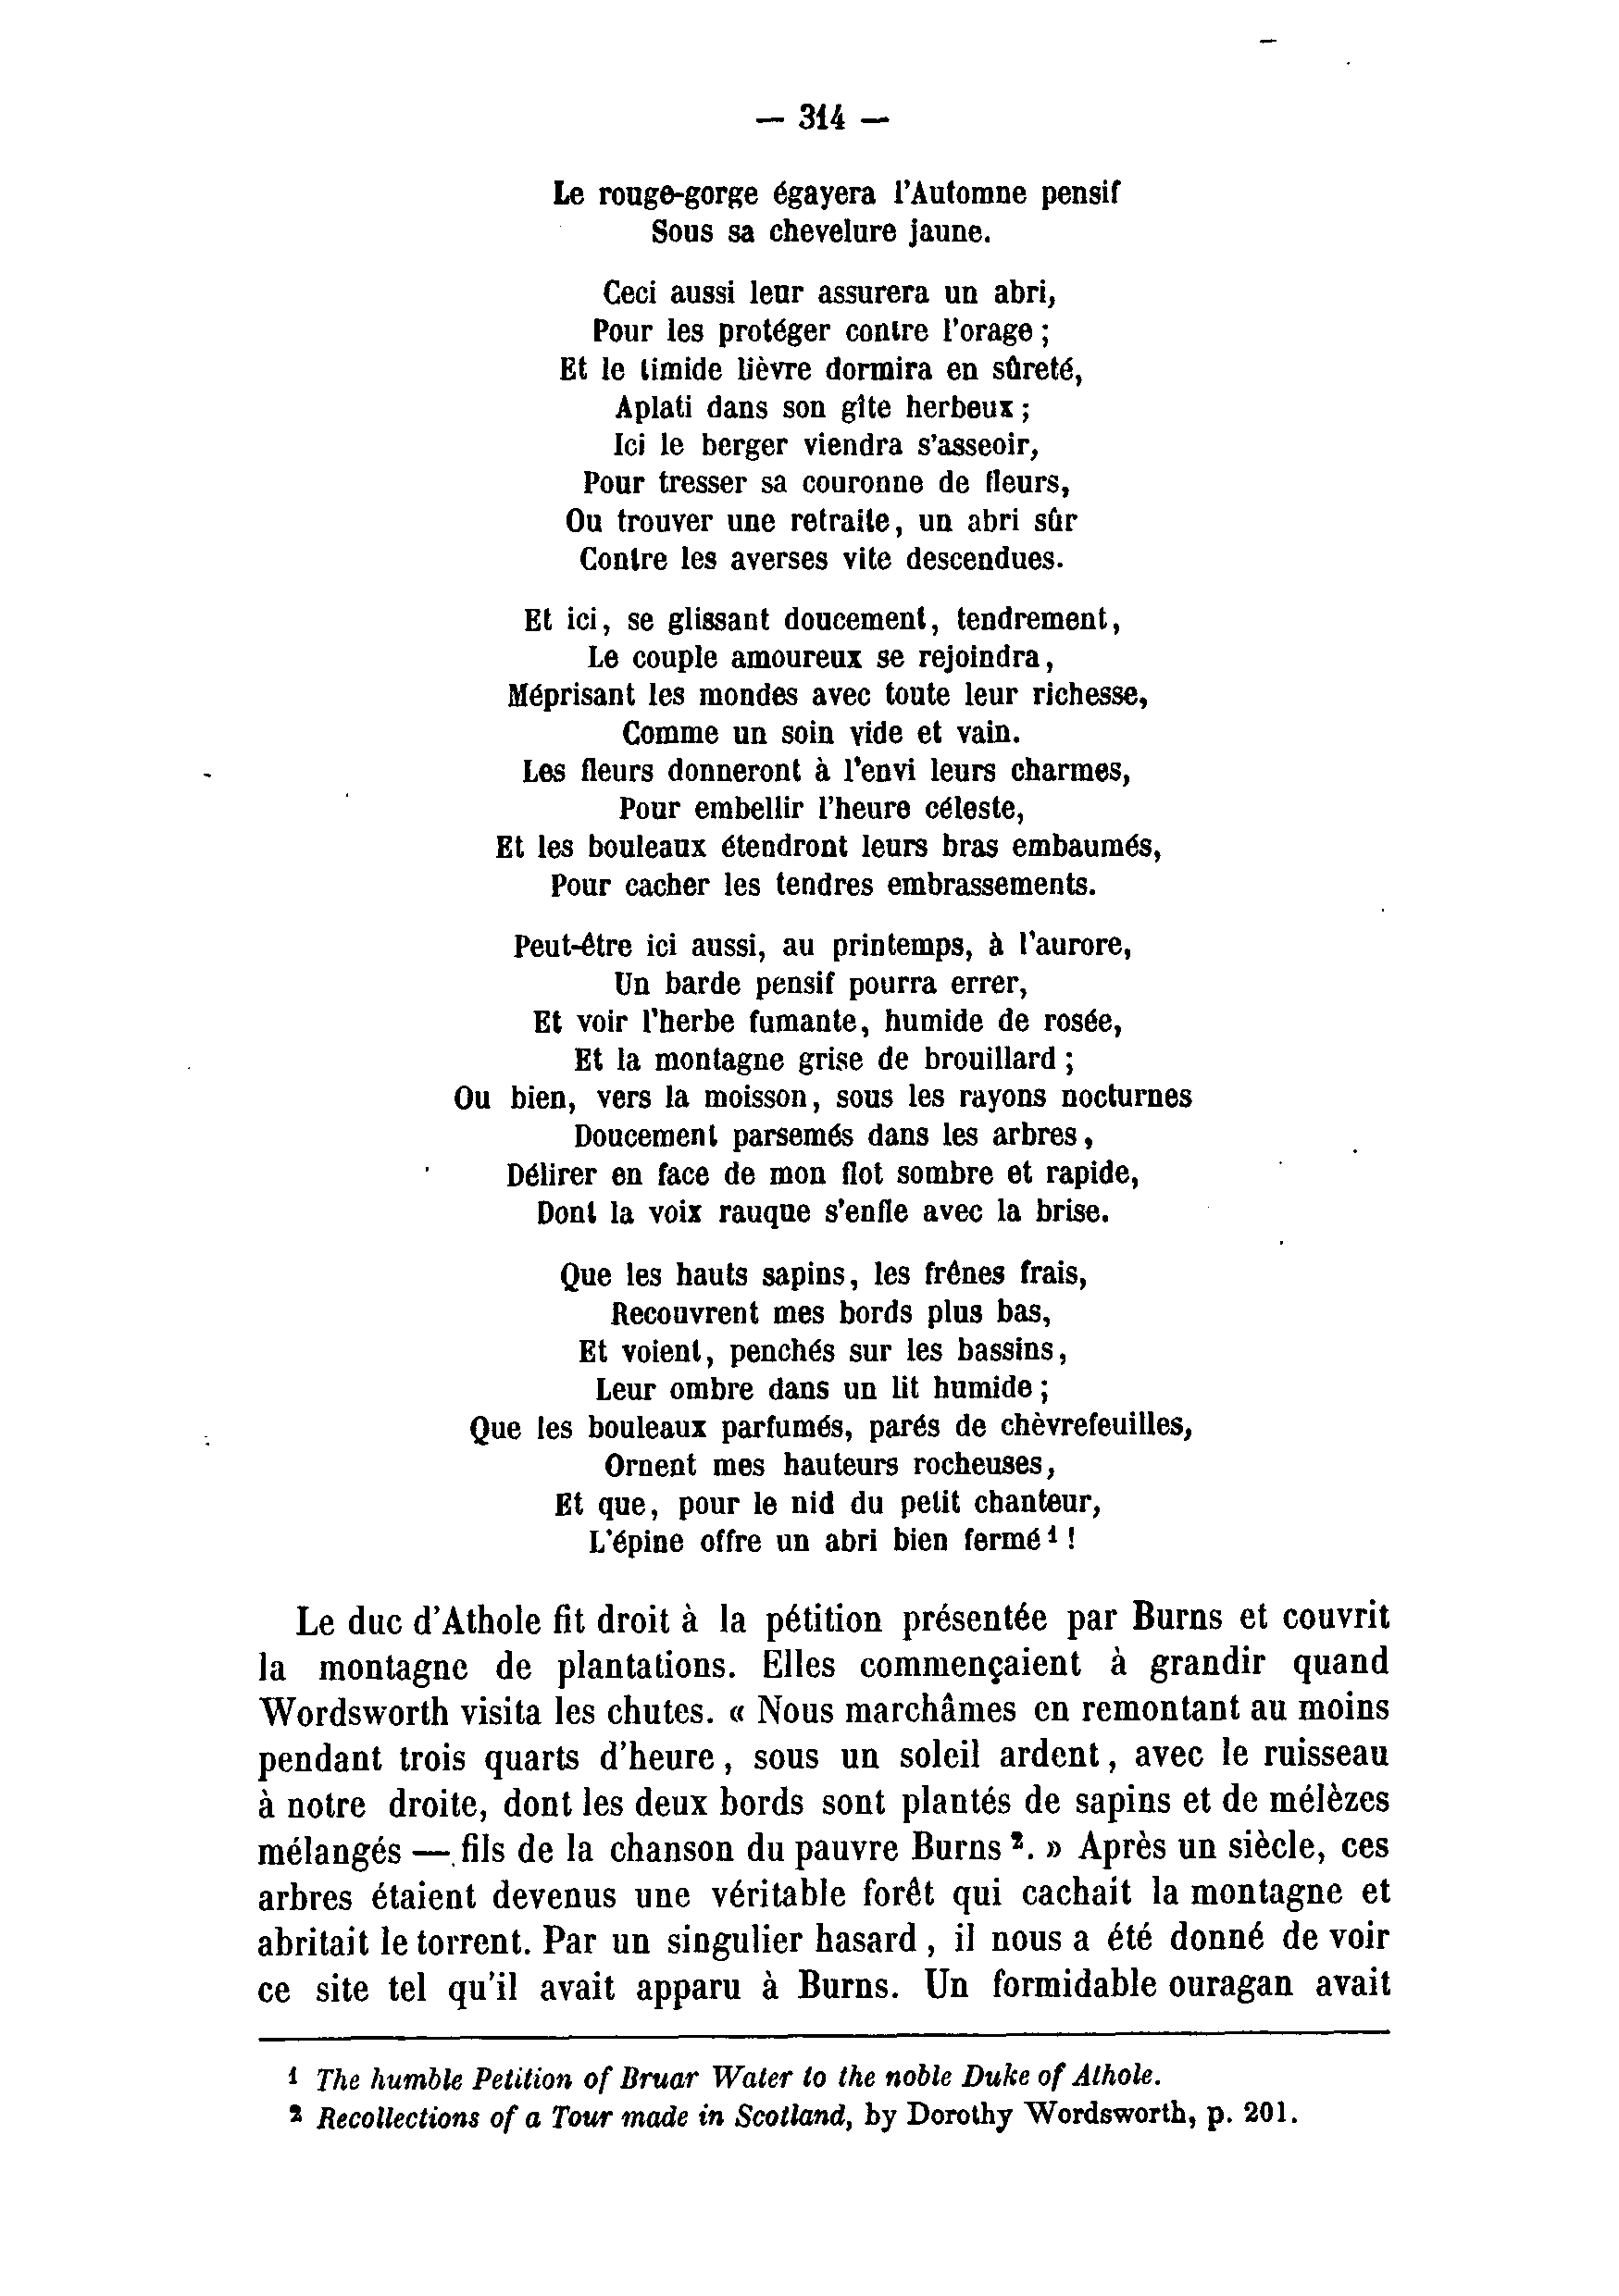 — 314 —
Le rouge-gorge égayera l'Automne pensif
Sous sa chevelure jaune.
Ceci aussi leur assurera un abri,
Pour les protéger contre l'orage ;
Et le timide lièvre dormira en sûreté,
Aplati dans son gîte herbeux ;
Ici le berger viendra s'asseoir,
Pour tresser sa couronne de fleurs,
Ou trouver une retraite, un abri sûr
Contre les averses vite descendues.
Et ici, se glissant doucement, tendrement,
Le couple amoureux se rejoindra,
Méprisant les mondes avec toute leur richesse,
Comme un soin vide et vain.
Les fleurs donneront à l'envi leurs charmes,
Pour embellir l'heure céleste,
Et les bouleaux étendront leurs bras embaumés,
Pour cacher les tendres embrassements.
Peut-être ici aussi, au printemps, à l'aurore,
Un barde pensif pourra errer,
Et voir l'herbe fumante, humide de rosée,
Et la montagne grise de brouillard ;
Ou bien, vers la moisson, sous les rayons nocturnes
Doucement parsemés dans les arbres,
Délirer en face de mon flot sombre et rapide,
Dont la voix rauque s'enfle avec la brise.
Que les hauts sapins, les frênes frais,
Recouvrent mes bords plus bas,
Et voient, penchés sur les bassins,
Leur ombre dans un lit humide ;
Que les bouleaux parfumés, parés de chèvrefeuilles,
Ornent mes hauteurs rocheuses,
Et que, pour le nid du petit chanteur,
L'épine offre un abri bien fermé ¹ !
Le duc d'Athole fit droit à la pétition présentée par Burns et couvrit
la montagne de plantations. Elles commençaient à grandir quand
Wordsworth visita les chutes. « Nous marchâmes en remontant au moins
pendant trois quarts d'heure, sous un soleil ardent, avec le ruisseau
à notre droite, dont les deux bords sont plantés de sapins et de mélèzes
mélangés — fils de la chanson du pauvre Burns ². » Après un siècle, ces
arbres étaient devenus une véritable forêt qui cachait la montagne et
abritait le torrent. Par un singulier hasard, il nous a été donné de voir
ce site tel qu'il avait apparu à Burns. Un formidable ouragan avait
¹ The humble Petition of Bruar Water to the noble Duke of Athole.
² Recollections of a Tour made in Scotland, by Dorothy Wordsworth, p. 201.